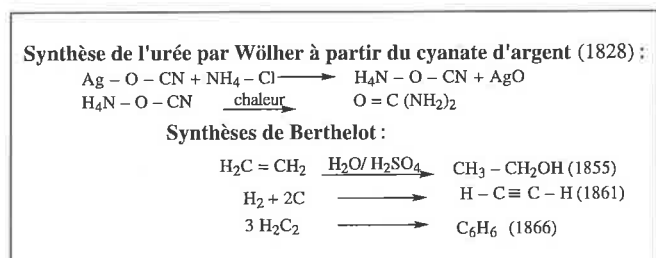 Synthèse de l'urée par Wölher à partir du cyanate d'argent (1828) :
Ag – O – CN + NH4 – Cl ⟶ H₄N – O – CN + AgO
H₄N – O – CN chaleur ⟶ O = C (NH₂)₂
Synthèses de Berthelot :
H₂C = CH₂ H₂O/ H₂SO₄ ⟶ CH₃ – CH₂OH (1855)
H₂ + 2C ⟶ H – C ≡ C – H (1861)
3 H₂C₂ ⟶ C₆H₆ (1866)